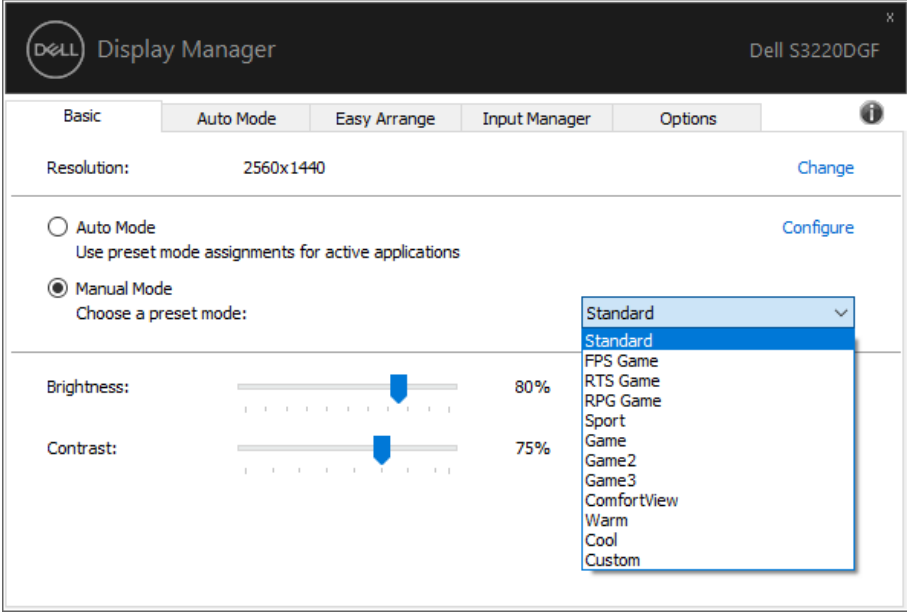 x
DELL Display Manager
Dell S3220DGF
Basic Auto Mode Easy Arrange Input Manager Options i
Resolution: 2560x1440 Change
Auto Mode Configure
Use preset mode assignments for active applications
Manual Mode
Choose a preset mode: Standard
Standard
FPS Game
RTS Game
RPG Game
Sport
Game
Game2
Game3
ComfortView
Warm
Cool
Custom
Brightness: 80%
Contrast: 75%